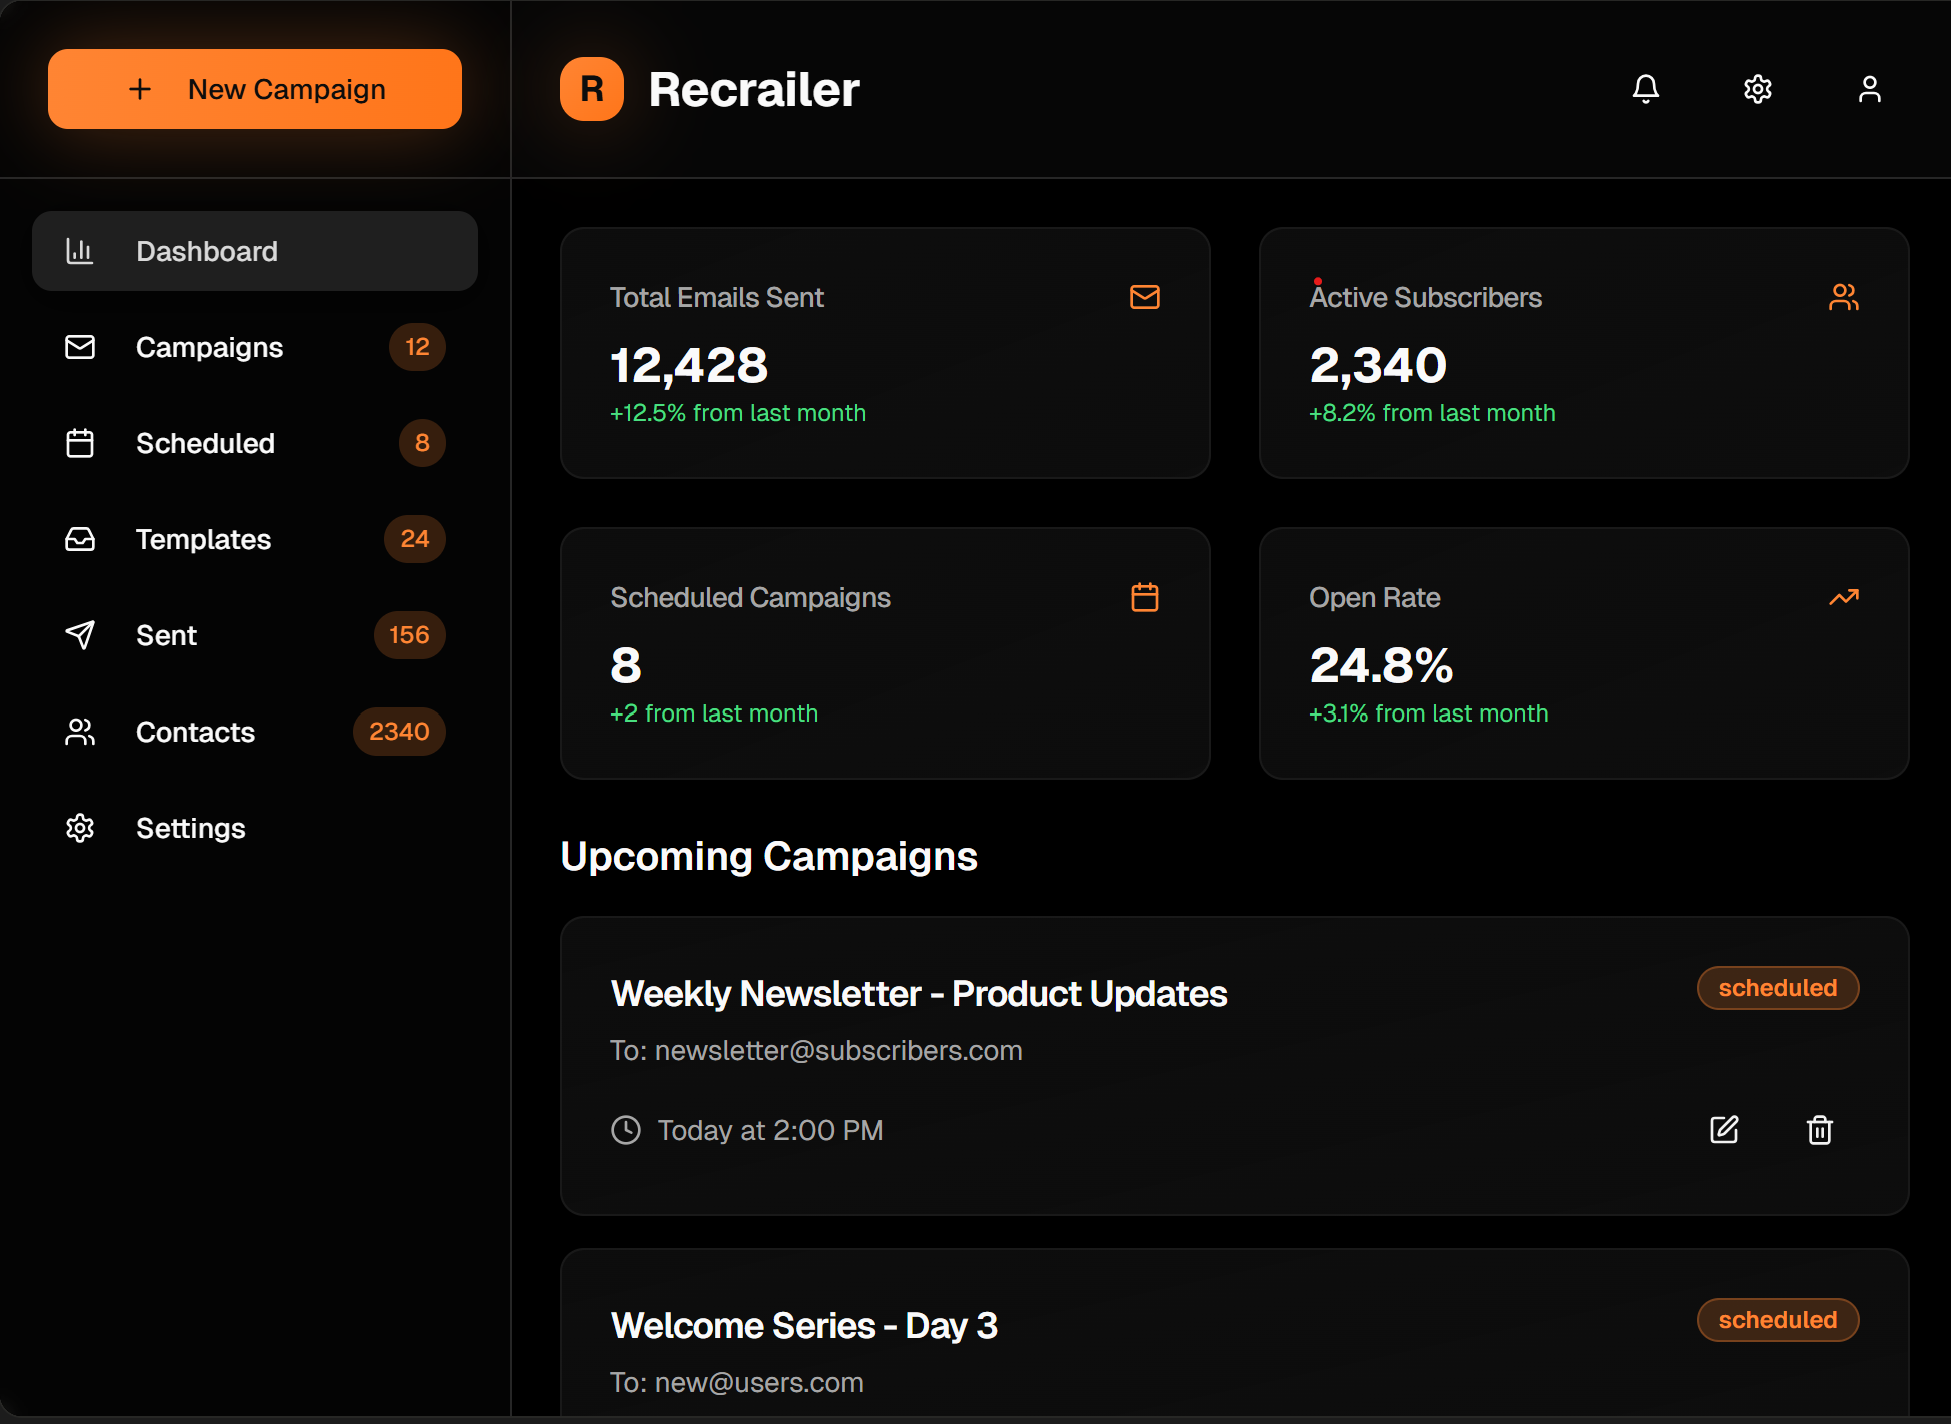 New Campaign
R Recrailer
Dashboard
Campaigns 12
Scheduled 8
Templates 24
Sent 156
Contacts 2340
Settings
Total Emails Sent
12,428
+12.5% from last month
Active Subscribers
2,340
+8.2% from last month
Scheduled Campaigns
8
+2 from last month
Open Rate
24.8%
+3.1% from last month
Upcoming Campaigns
Weekly Newsletter - Product Updates
scheduled
To: newsletter@subscribers.com
Today at 2:00 PM
Welcome Series - Day 3
scheduled
To: new@users.com